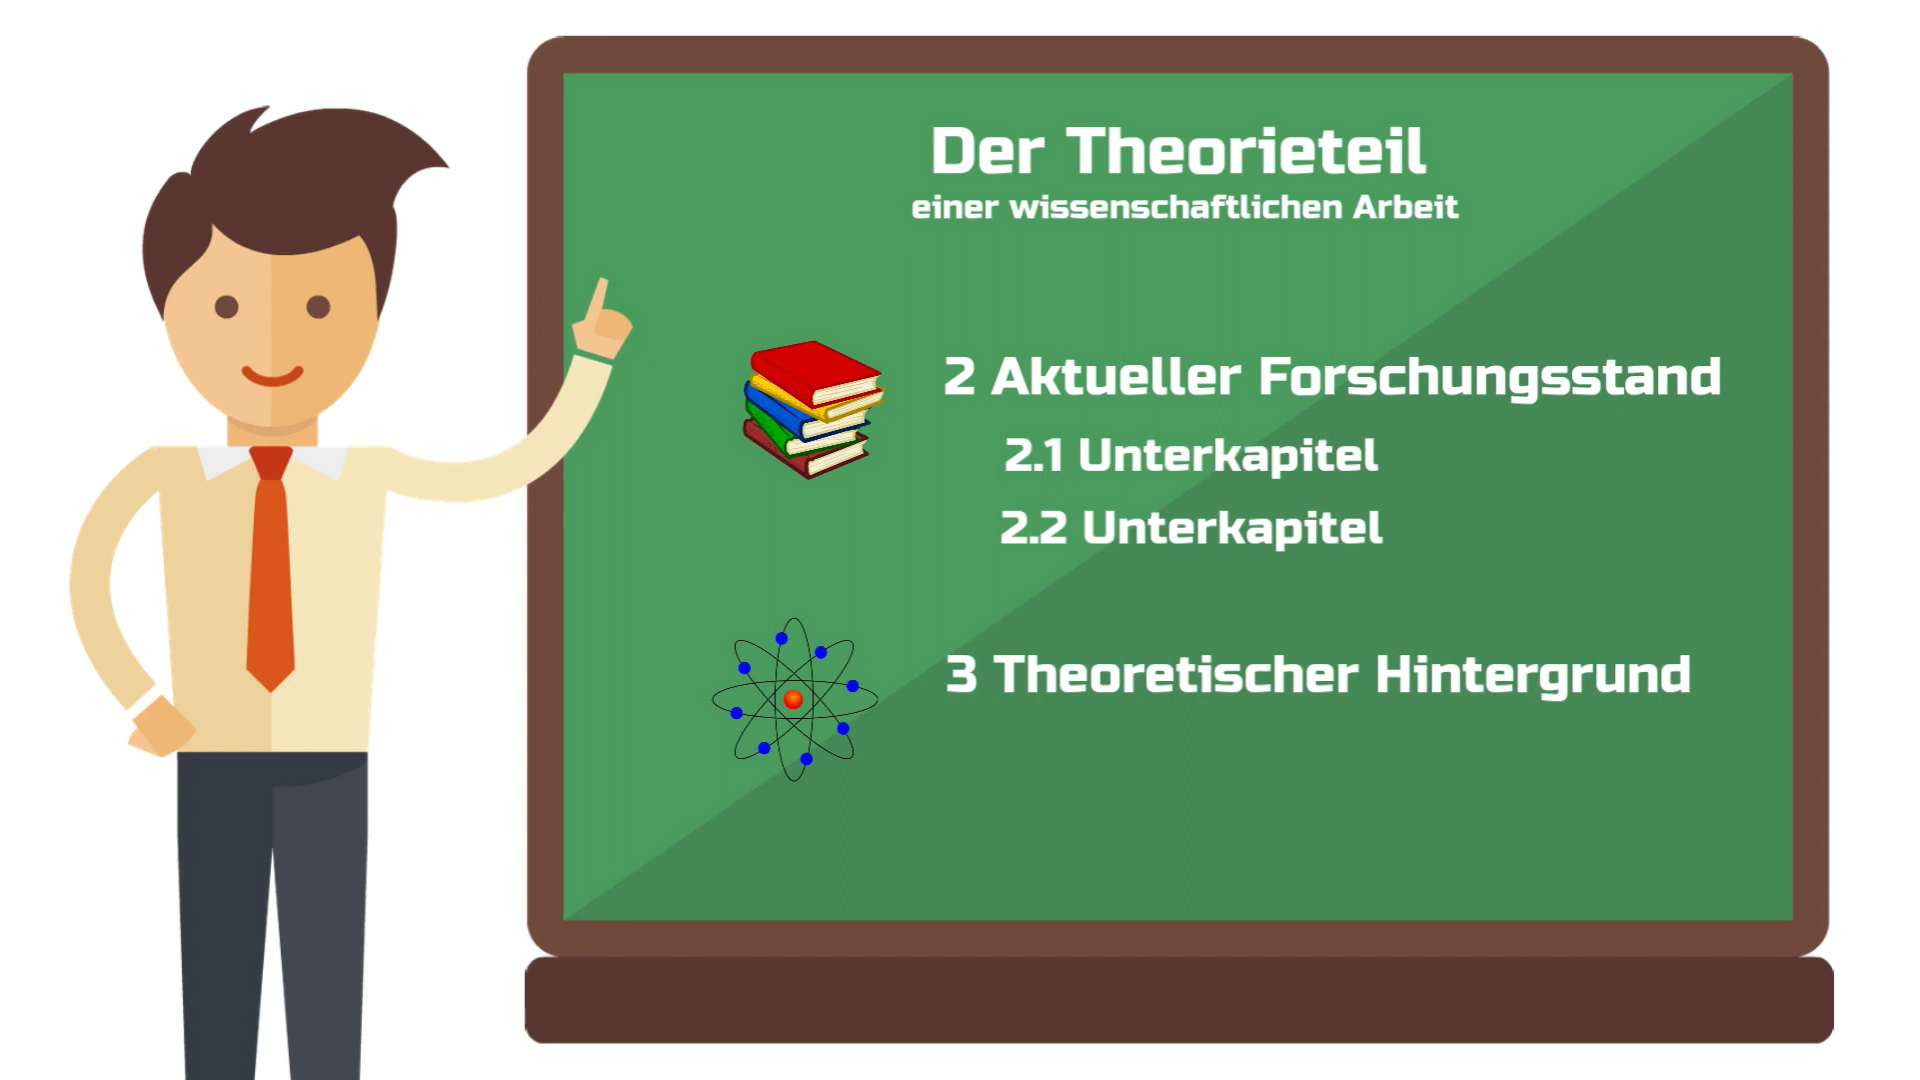 Der Theorieteil
einer wissenschaftlichen Arbeit
2 Aktueller Forschungsstand
2.1 Unterkapitel
2.2 Unterkapitel
3 Theoretischer Hintergrund